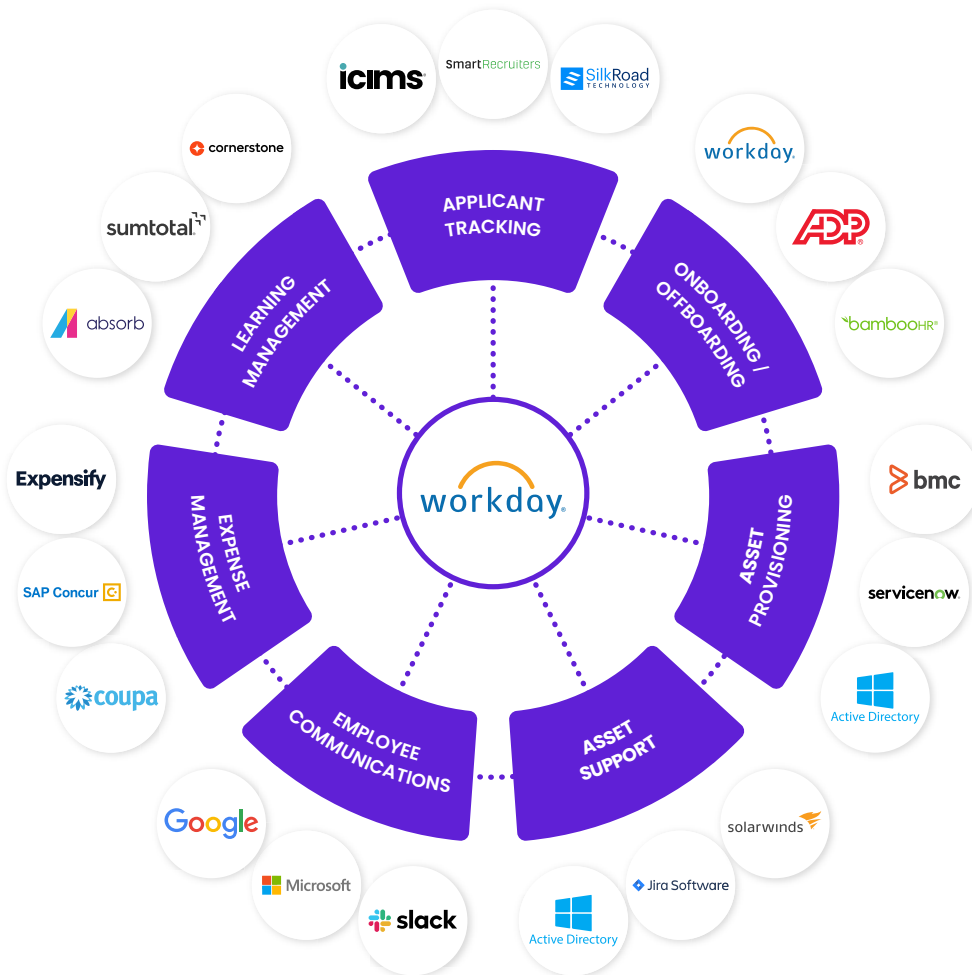 icims
SmartRecruiters
SilkRoad
TECHNOLOGY
workday.
ADP
bambooHR
bmc
servicenow
Active Directory
solarwinds
Jira Software
Active Directory
slack
Microsoft
Google
coupa
SAP Concur C
Expensify
absorb
sumtotal
cornerstone
APPLICANT
TRACKING
ONBOARDING /
OFFBOARDING
ASSET
PROVISIONING
ASSET
SUPPORT
EMPLOYEE
COMMUNICATIONS
EXPENSE
MANAGEMENT
LEARNING
MANAGEMENT
workday.